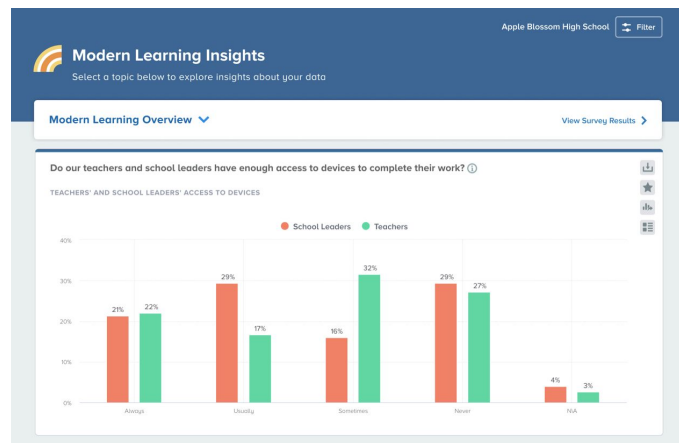 Apple Blossom High School Filter
Modern Learning Insights
Select a topic below to explore insights about your data
Modern Learning Overview
View Survey Results
Do our teachers and school leaders have enough access to devices to complete their work?
TEACHERS' AND SCHOOL LEADERS' ACCESS TO DEVICES
School Leaders Teachers
40%
30%
20%
10%
0%
21% 22%
29% 17%
16% 32%
29% 27%
4% 3%
Always Usually Sometimes Never N\A